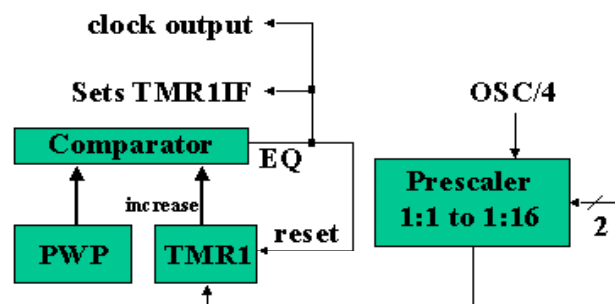 clock output
Sets TMR1IF
OSC/4
Comparator
EQ
Prescaler
1:1 to 1:16
increase
2
reset
PWP
TMR1